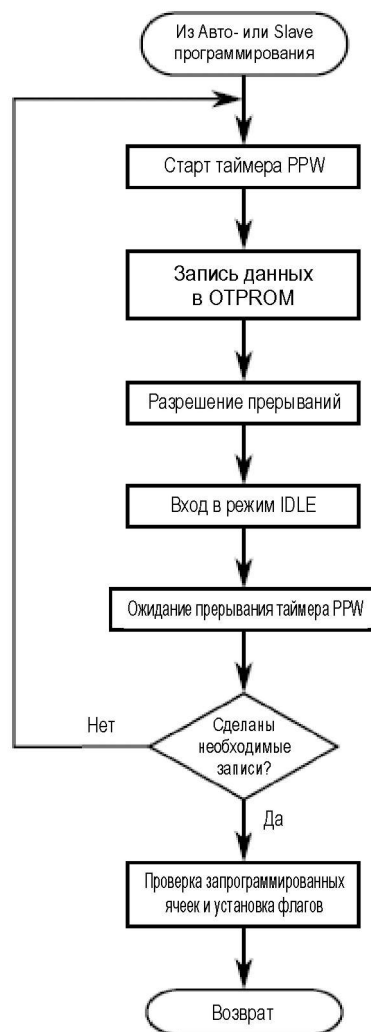 Из Авто- или Slave
программирования
Старт таймера PPW
Запись данных
в OTPROM
Разрешение прерываний
Вход в режим IDLE
Ожидание прерывания таймера PPW
Сделаны
необходимые
записи?
Нет
Да
Проверка запрограммированных
ячеек и установка флагов
Возврат